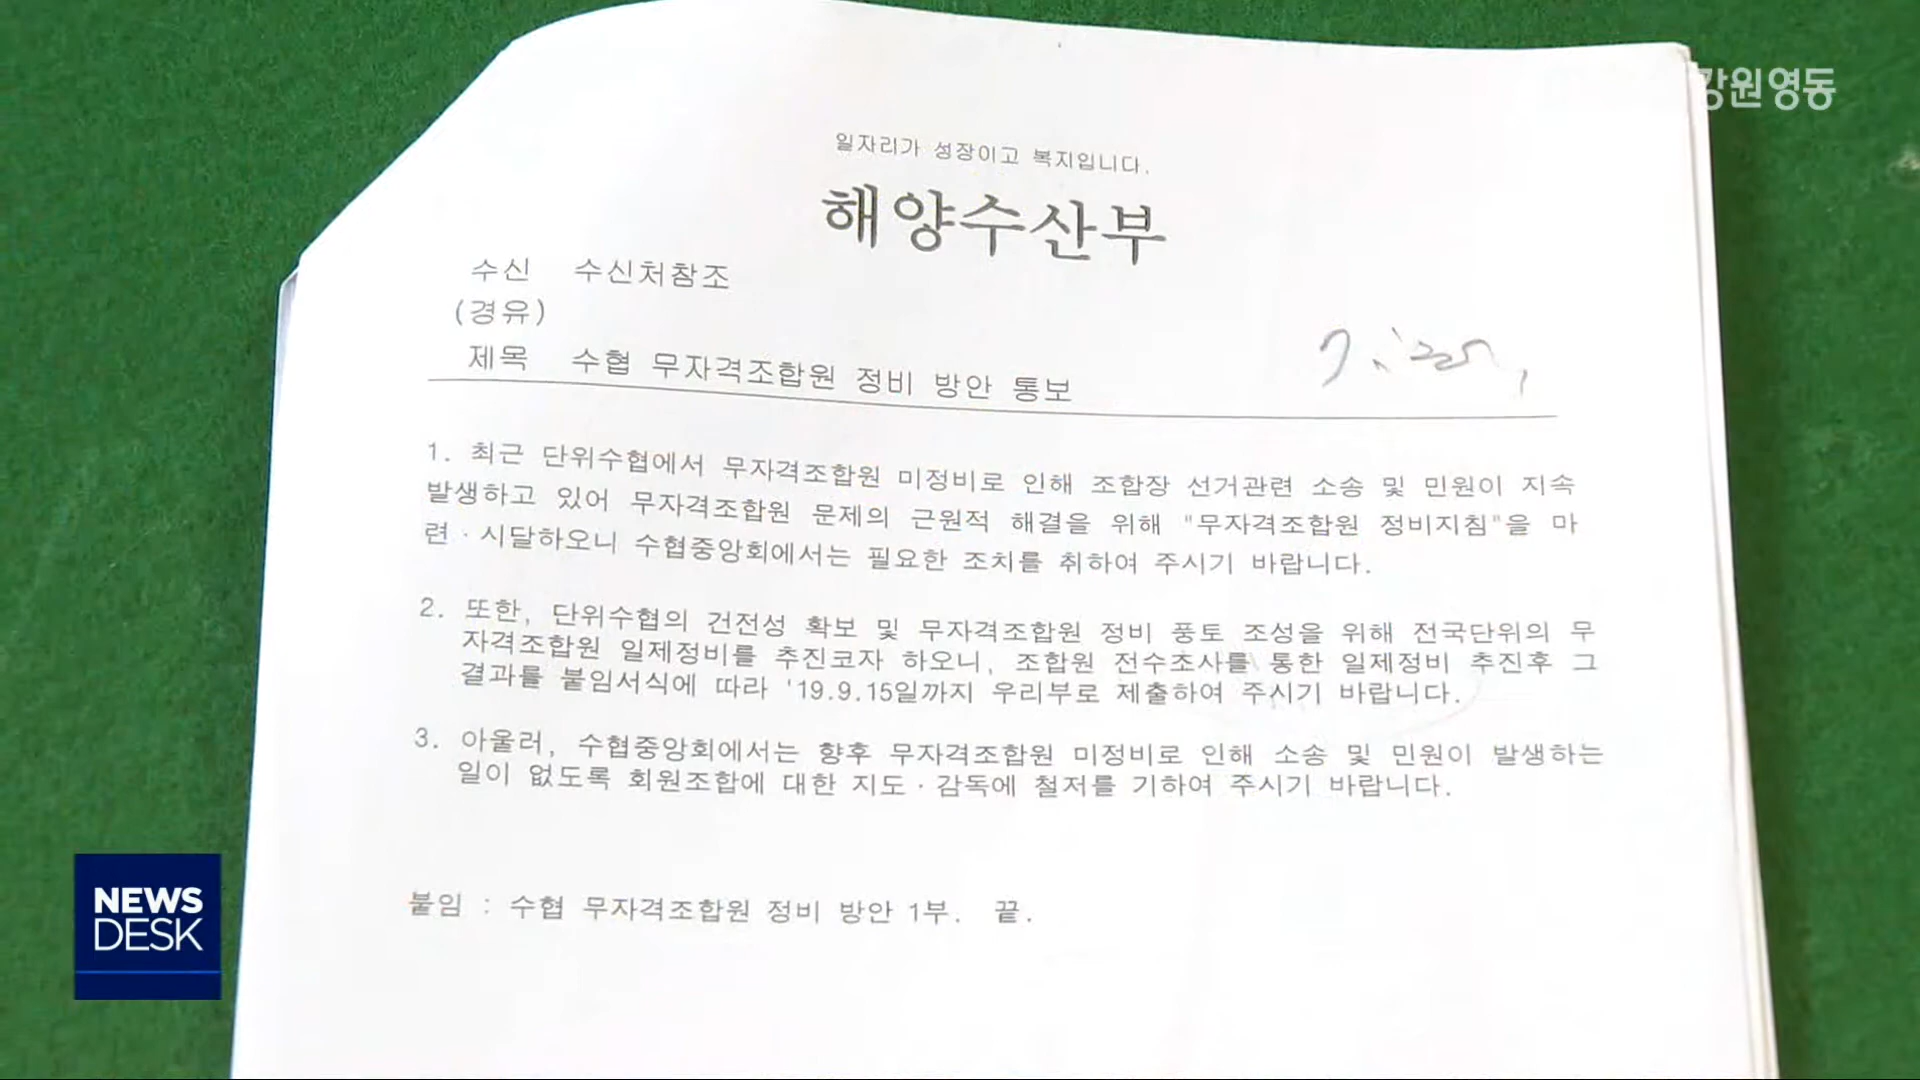 강원영동
일자리가 성장이고 복지입니다.
해양수산부
수신 수신처참조
(경유)
제목 수협 무자격조합원 정비 방안 통보
1. 최근 단위수협에서 무자격조합원 미정비로 인해 조합장 선거관련 소송 및 민원이 지속
발생하고 있어 무자격조합원 문제의 근원적 해결을 위해 "무자격조합원 정비지침"을 마
련·시달하오니 수협중앙회에서는 필요한 조치를 취하여 주시기 바랍니다.
2. 또한, 단위수협의 건전성 확보 및 무자격조합원 정비 풍토 조성을 위해 전국단위의 무
자격조합원 일제정비를 추진코자 하오니, 조합원 전수조사를 통한 일제정비 추진후 그
결과를 붙임서식에 따라 '19.9.15일까지 우리부로 제출하여 주시기 바랍니다.
3. 아울러, 수협중앙회에서는 향후 무자격조합원 미정비로 인해 소송 및 민원이 발생하는
일이 없도록 회원조합에 대한 지도·감독에 철저를 기하여 주시기 바랍니다.
붙임 : 수협 무자격조합원 정비 방안 1부. 끝.
NEWS
DESK